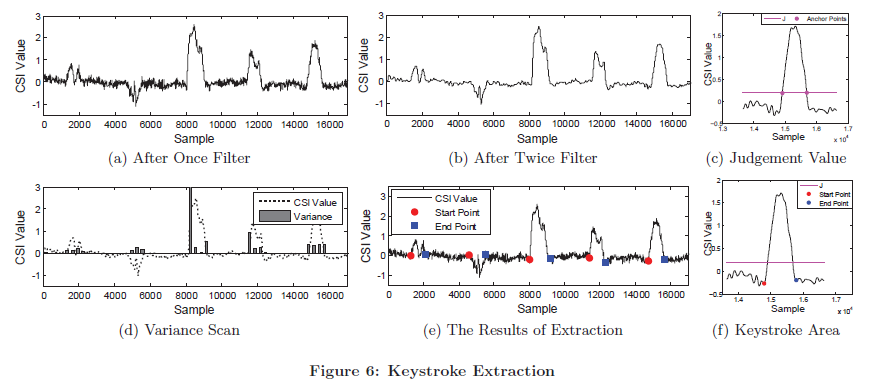 3
2
1
0
-1
CSI Value
0 2000 4000 6000 8000 10000 12000 14000 16000
Sample
(a) After Once Filter
3
2
1
0
-1
CSI Value
0 2000 4000 6000 8000 10000 12000 14000 16000
Sample
(b) After Twice Filter
J Anchor Points
2
1.5
1
0.5
0
−0.5
CSI Value
1.3 1.4 1.5 1.6 1.7
Sample
x 10⁴
(c) Judgement Value
CSI Value
Variance
3
2
1
0
-1
CSI Value
0 2000 4000 6000 8000 10000 12000 14000 16000
Sample
(d) Variance Scan
CSI Value
Start Point
End Point
3
2
1
0
-1
CSI Value
0 2000 4000 6000 8000 10000 12000 14000 16000
Sample
(e) The Results of Extraction
J
Start Point
End Point
2
1.5
1
0.5
0
−0.5
CSI Value
1.4 1.5 1.6 1.7
Sample
x 10⁴
(f) Keystroke Area
Figure 6: Keystroke Extraction